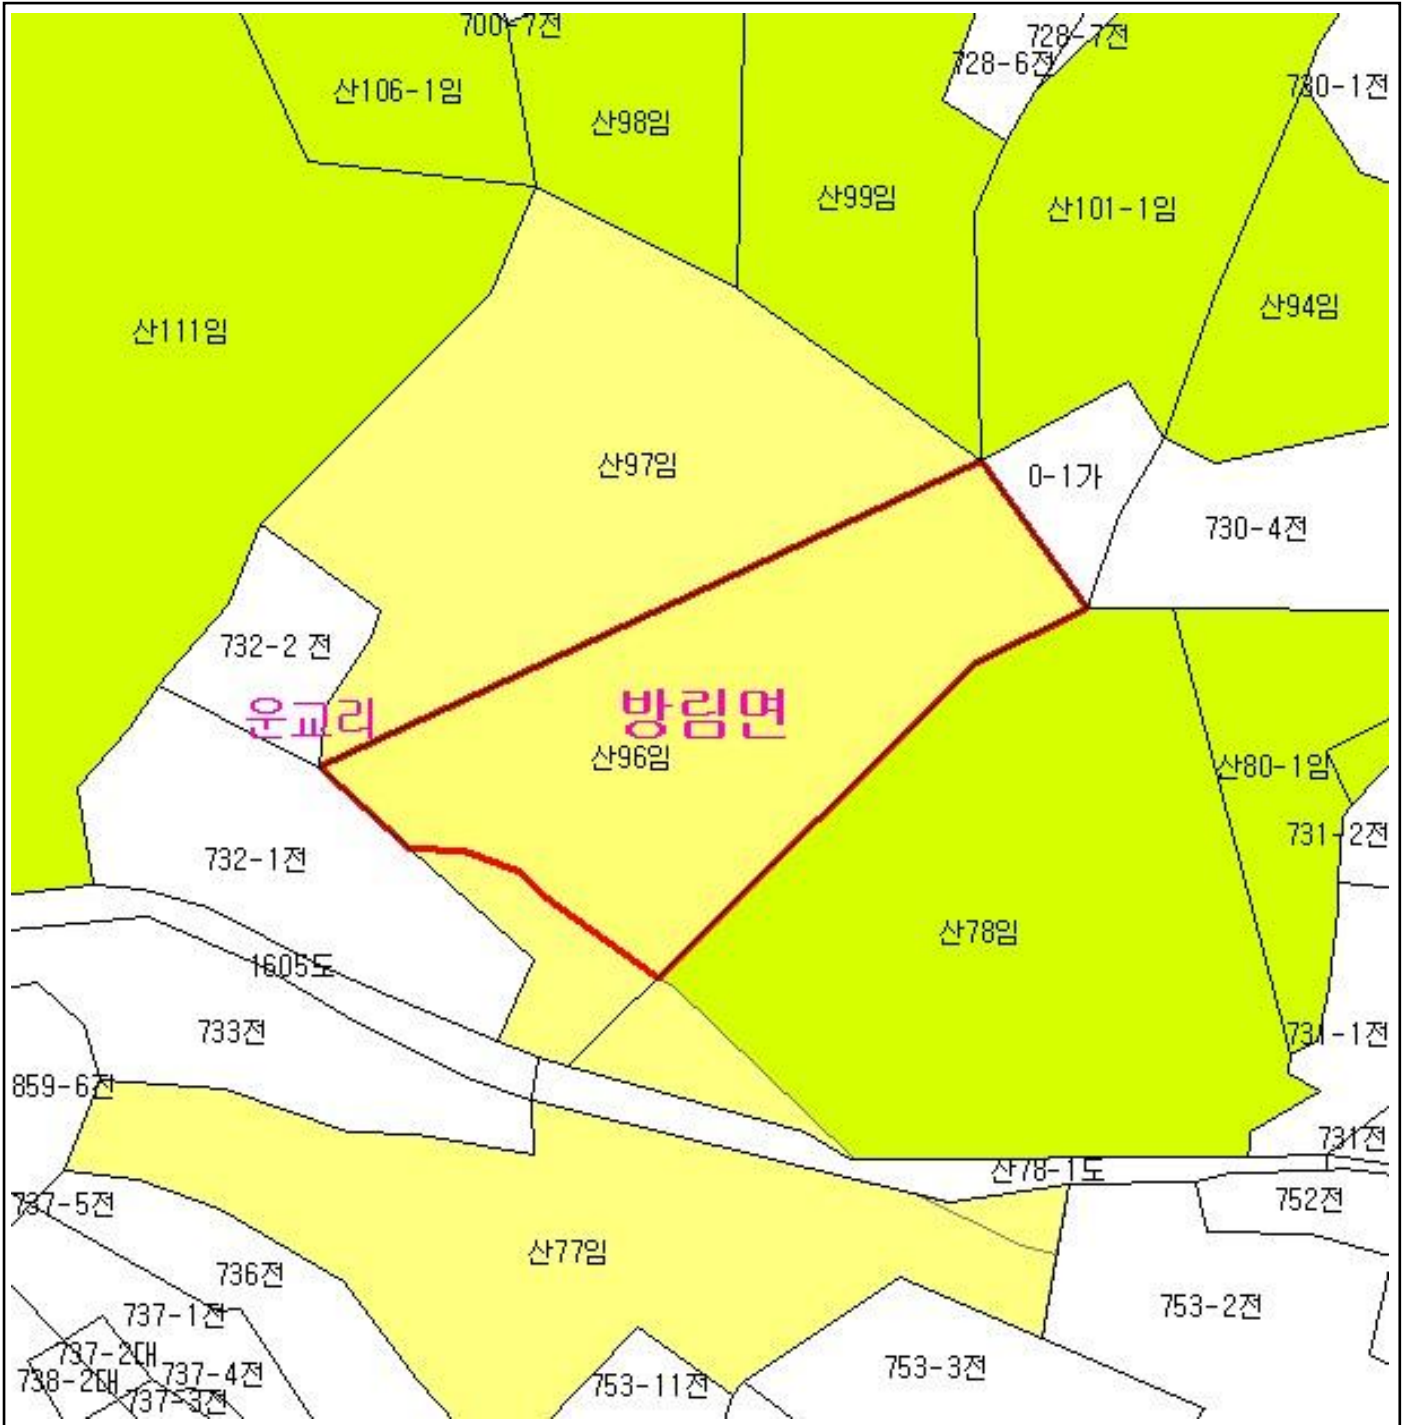 700-7전
728-7전
728-6전
산106-1임
730-1전
산98임
산99임
산101-1임
산94임
산111임
산97임
0-1가
730-4전
732-2 전
운교리
방림면
산96임
산80-1임
731-2전
732-1전
산78임
1605도
733전
731-1전
859-6전
731전
산78-1도
737-5전
752전
산77임
736전
753-2전
737-1전
737-2대
753-3전
738-2대
737-4전
753-11전
737-3전